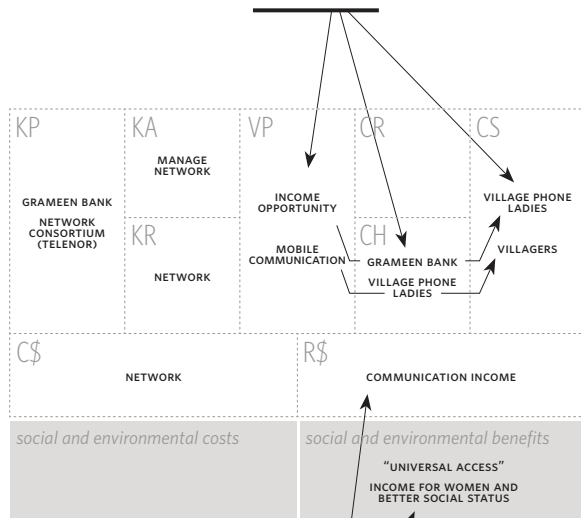 KP
KA
VP
CR
CS
MANAGE
NETWORK
GRAMEEN BANK
NETWORK
CONSORTIUM
(TELENOR)
INCOME
OPPORTUNITY
VILLAGE PHONE
LADIES
KR
CH
NETWORK
MOBILE
COMMUNICATION
GRAMEEN BANK
VILLAGE PHONE
LADIES
VILLAGERS
C$
NETWORK
R$
COMMUNICATION INCOME
social and environmental costs
social and environmental benefits
“UNIVERSAL ACCESS”
INCOME FOR WOMEN AND
BETTER SOCIAL STATUS